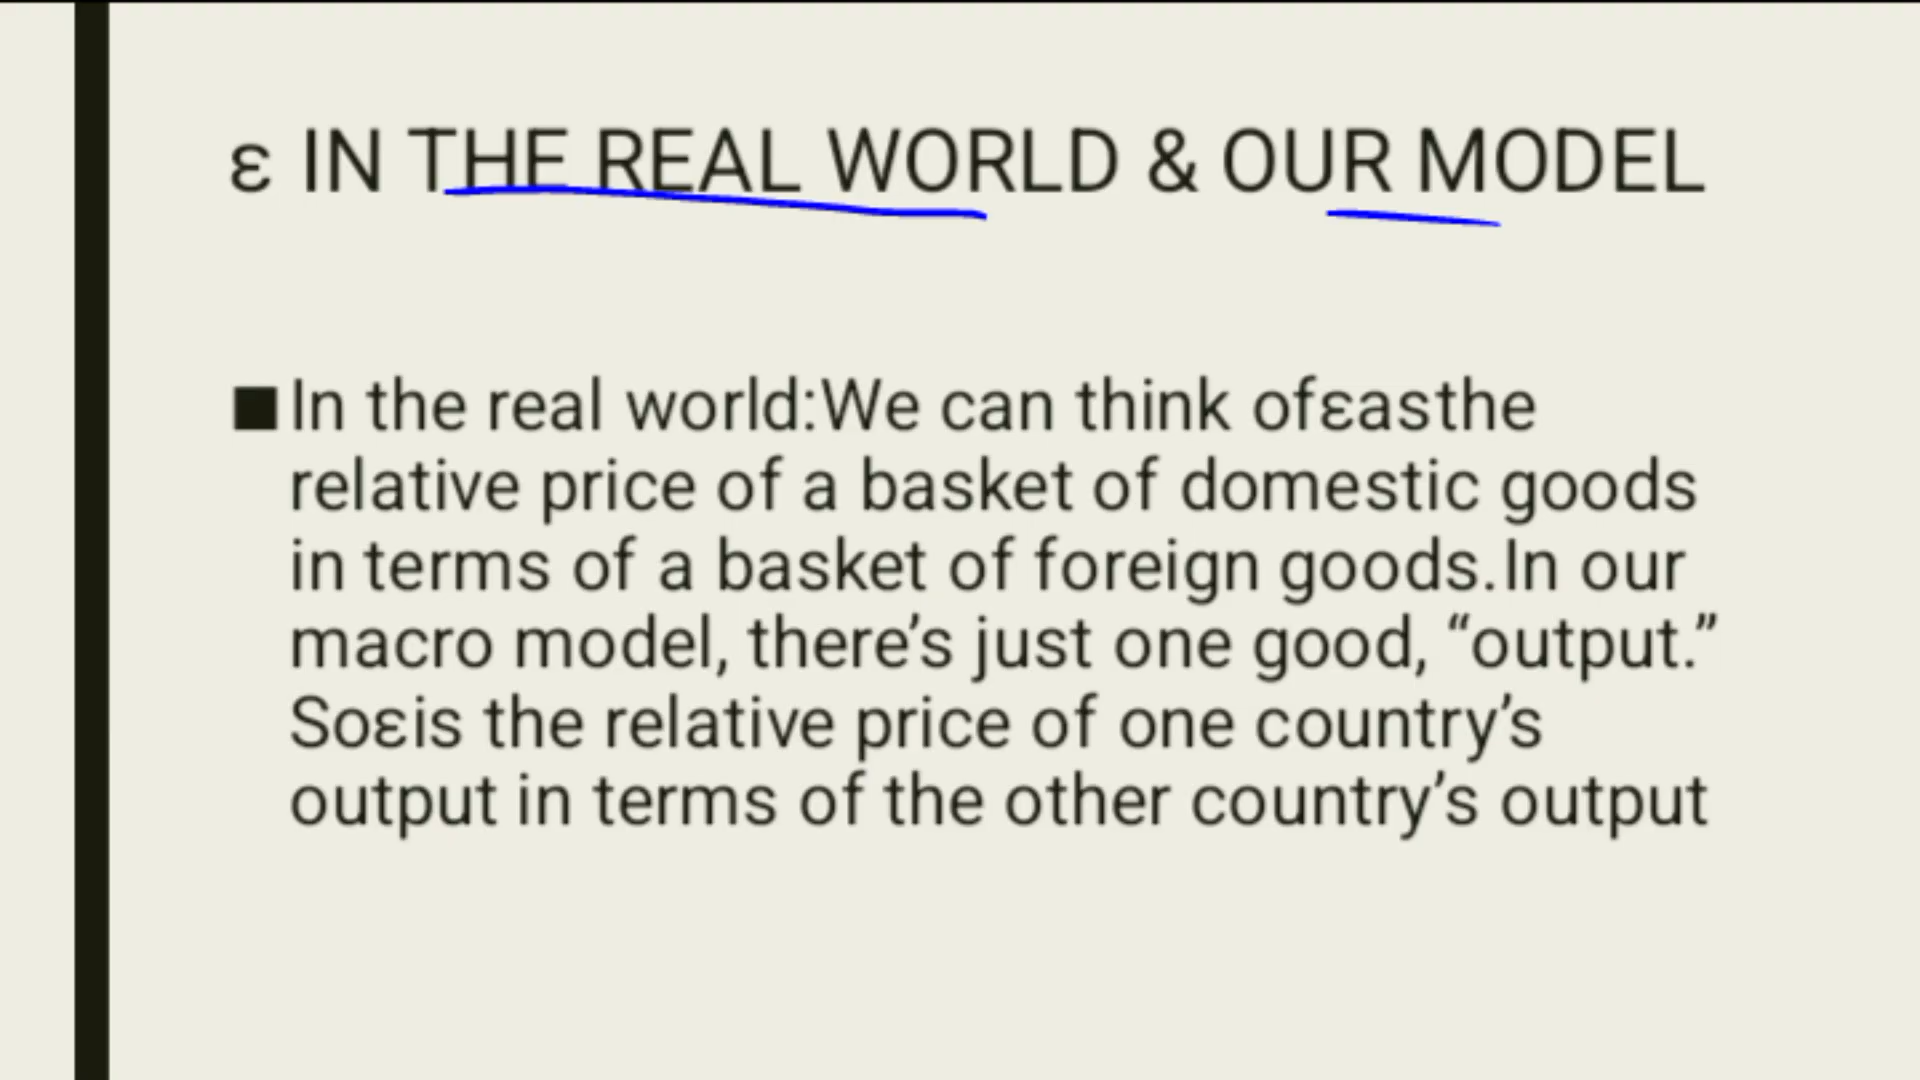 ε IN THE REAL WORLD & OUR MODEL
In the real world:We can think ofεasthe
relative price of a basket of domestic goods
in terms of a basket of foreign goods.In our
macro model, there’s just one good, “output.”
Soεis the relative price of one country’s
output in terms of the other country’s output